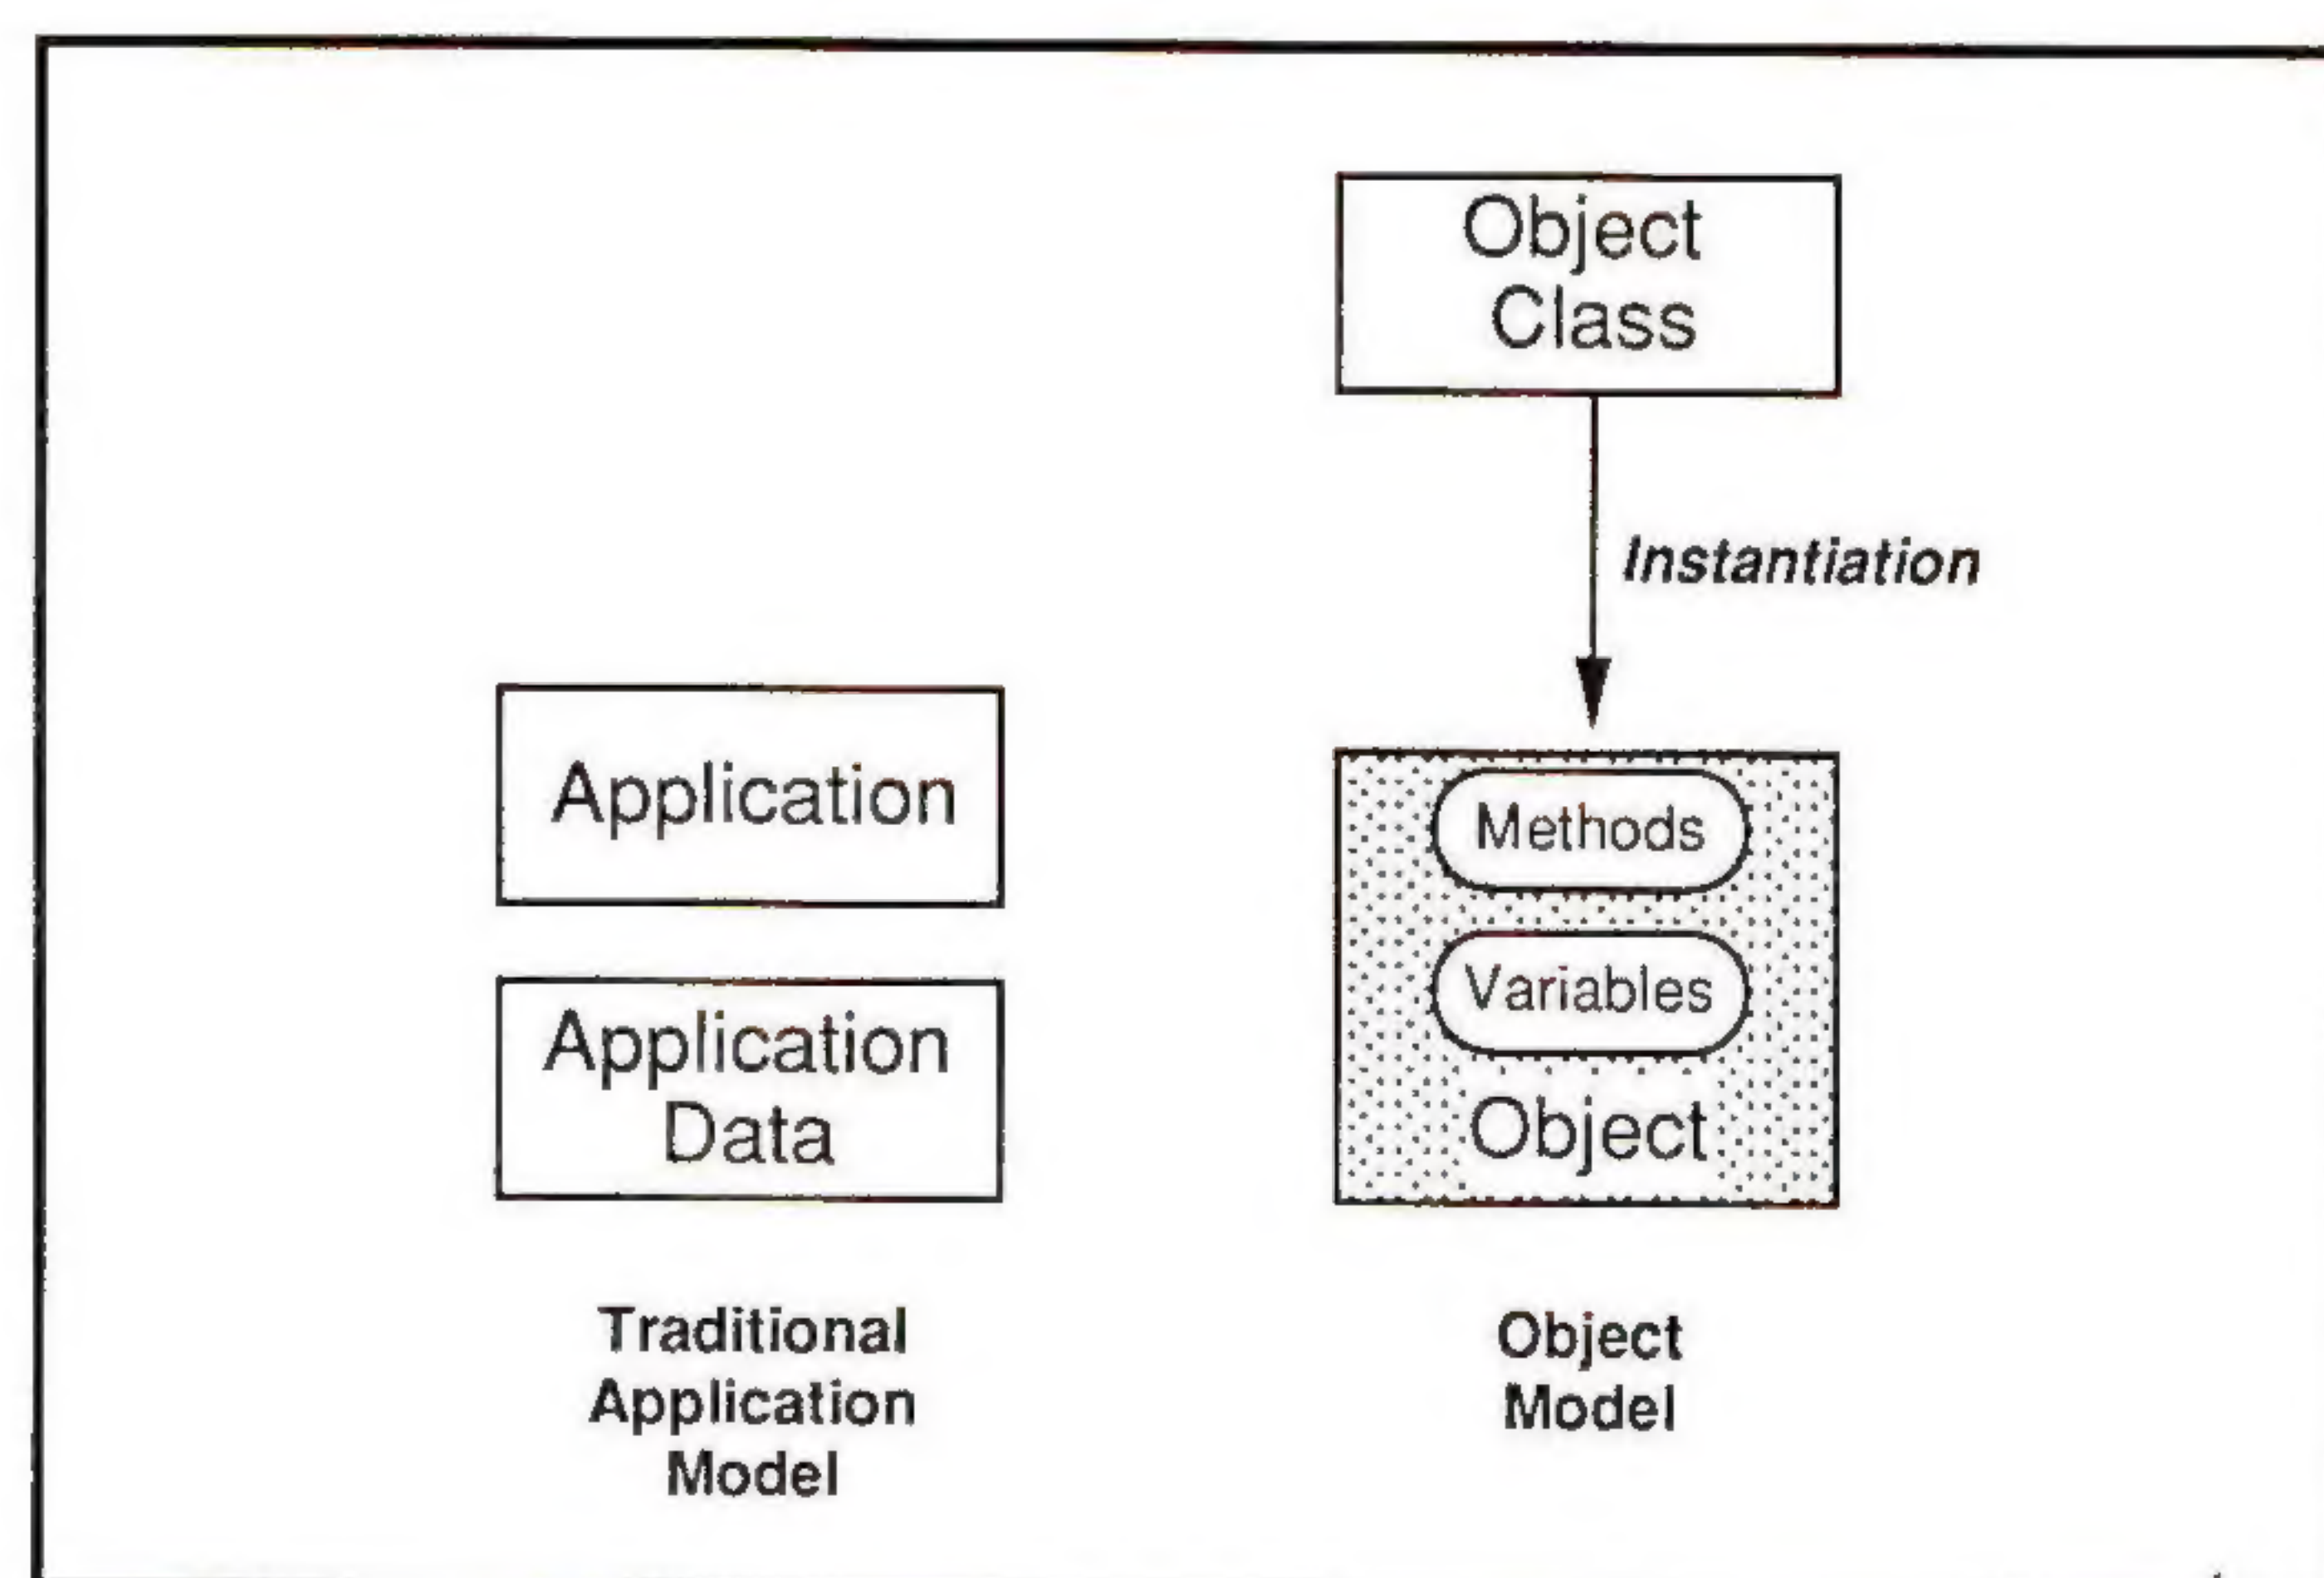 Object
Class
Instantiation
Application
Application
Data
Methods
Variables
Object
Traditional
Application
Model
Object
Model